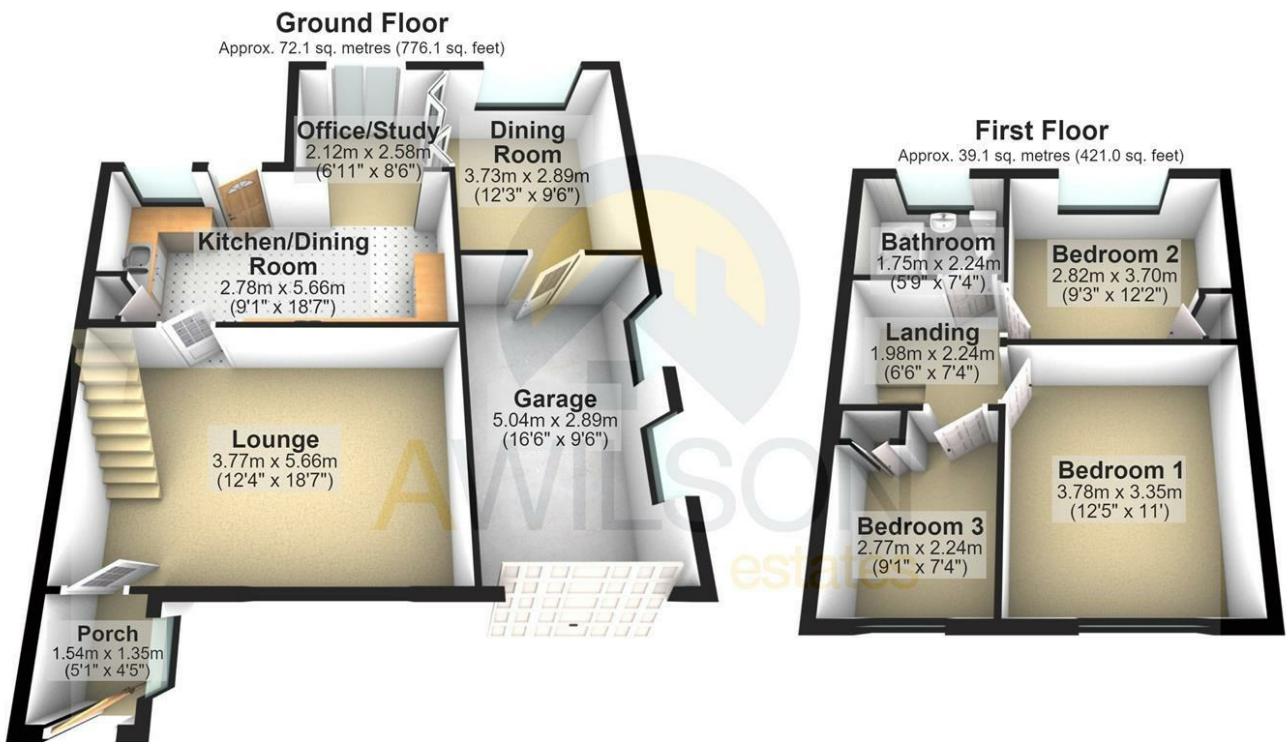 Ground Floor
Approx. 72.1 sq. metres (776.1 sq. feet)
Office/Study
2.12m x 2.58m
(6'11" x 8'6")
Dining
Room
3.73m x 2.89m
(12'3" x 9'6")
Kitchen/Dining
Room
2.78m x 5.66m
(9'1" x 18'7")
Lounge
3.77m x 5.66m
(12'4" x 18'7")
Garage
5.04m x 2.89m
(16'6" x 9'6")
Porch
1.54m x 1.35m
(5'1" x 4'5")
First Floor
Approx. 39.1 sq. metres (421.0 sq. feet)
Bathroom
1.75m x 2.24m
(5'9" x 7'4")
Bedroom 2
2.82m x 3.70m
(9'3" x 12'2")
Landing
1.98m x 2.24m
(6'6" x 7'4")
Bedroom 1
3.78m x 3.35m
(12'5" x 11')
Bedroom 3
2.77m x 2.24m
(9'1" x 7'4")
AWILSON
estates